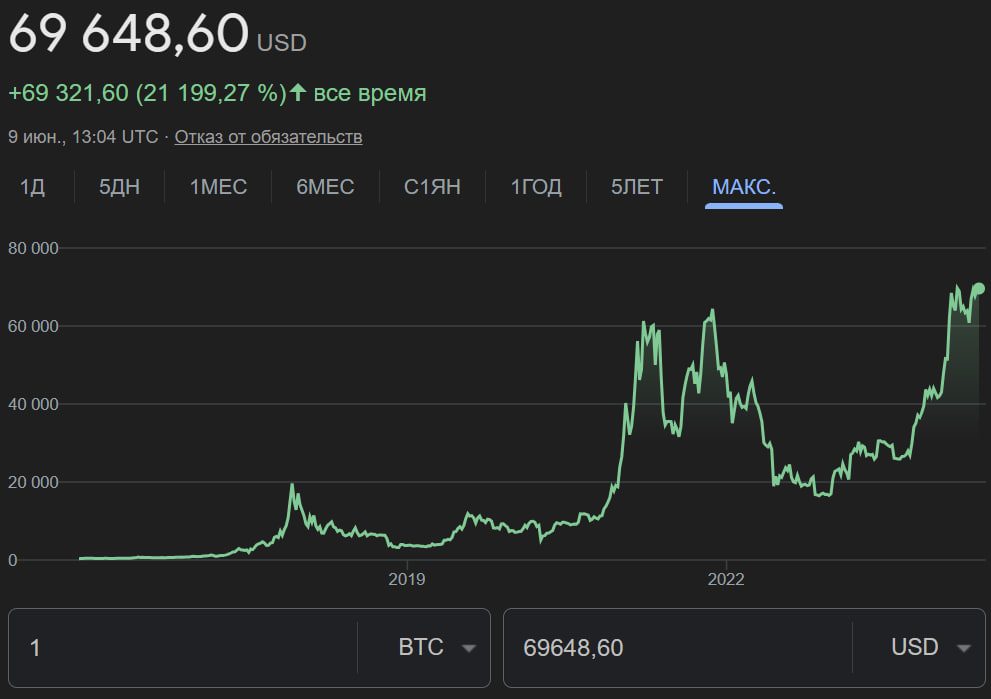 69 648,60 USD
+69 321,60 (21 199,27 %)↑ все время
9 июн., 13:04 UTC · Отказ от обязательств
1Д 5ДН 1МЕС 6МЕС С1ЯН 1ГОД 5ЛЕТ МАКС.
80 000
60 000
40 000
20 000
0
2019 2022
1 BTC 69648,60 USD